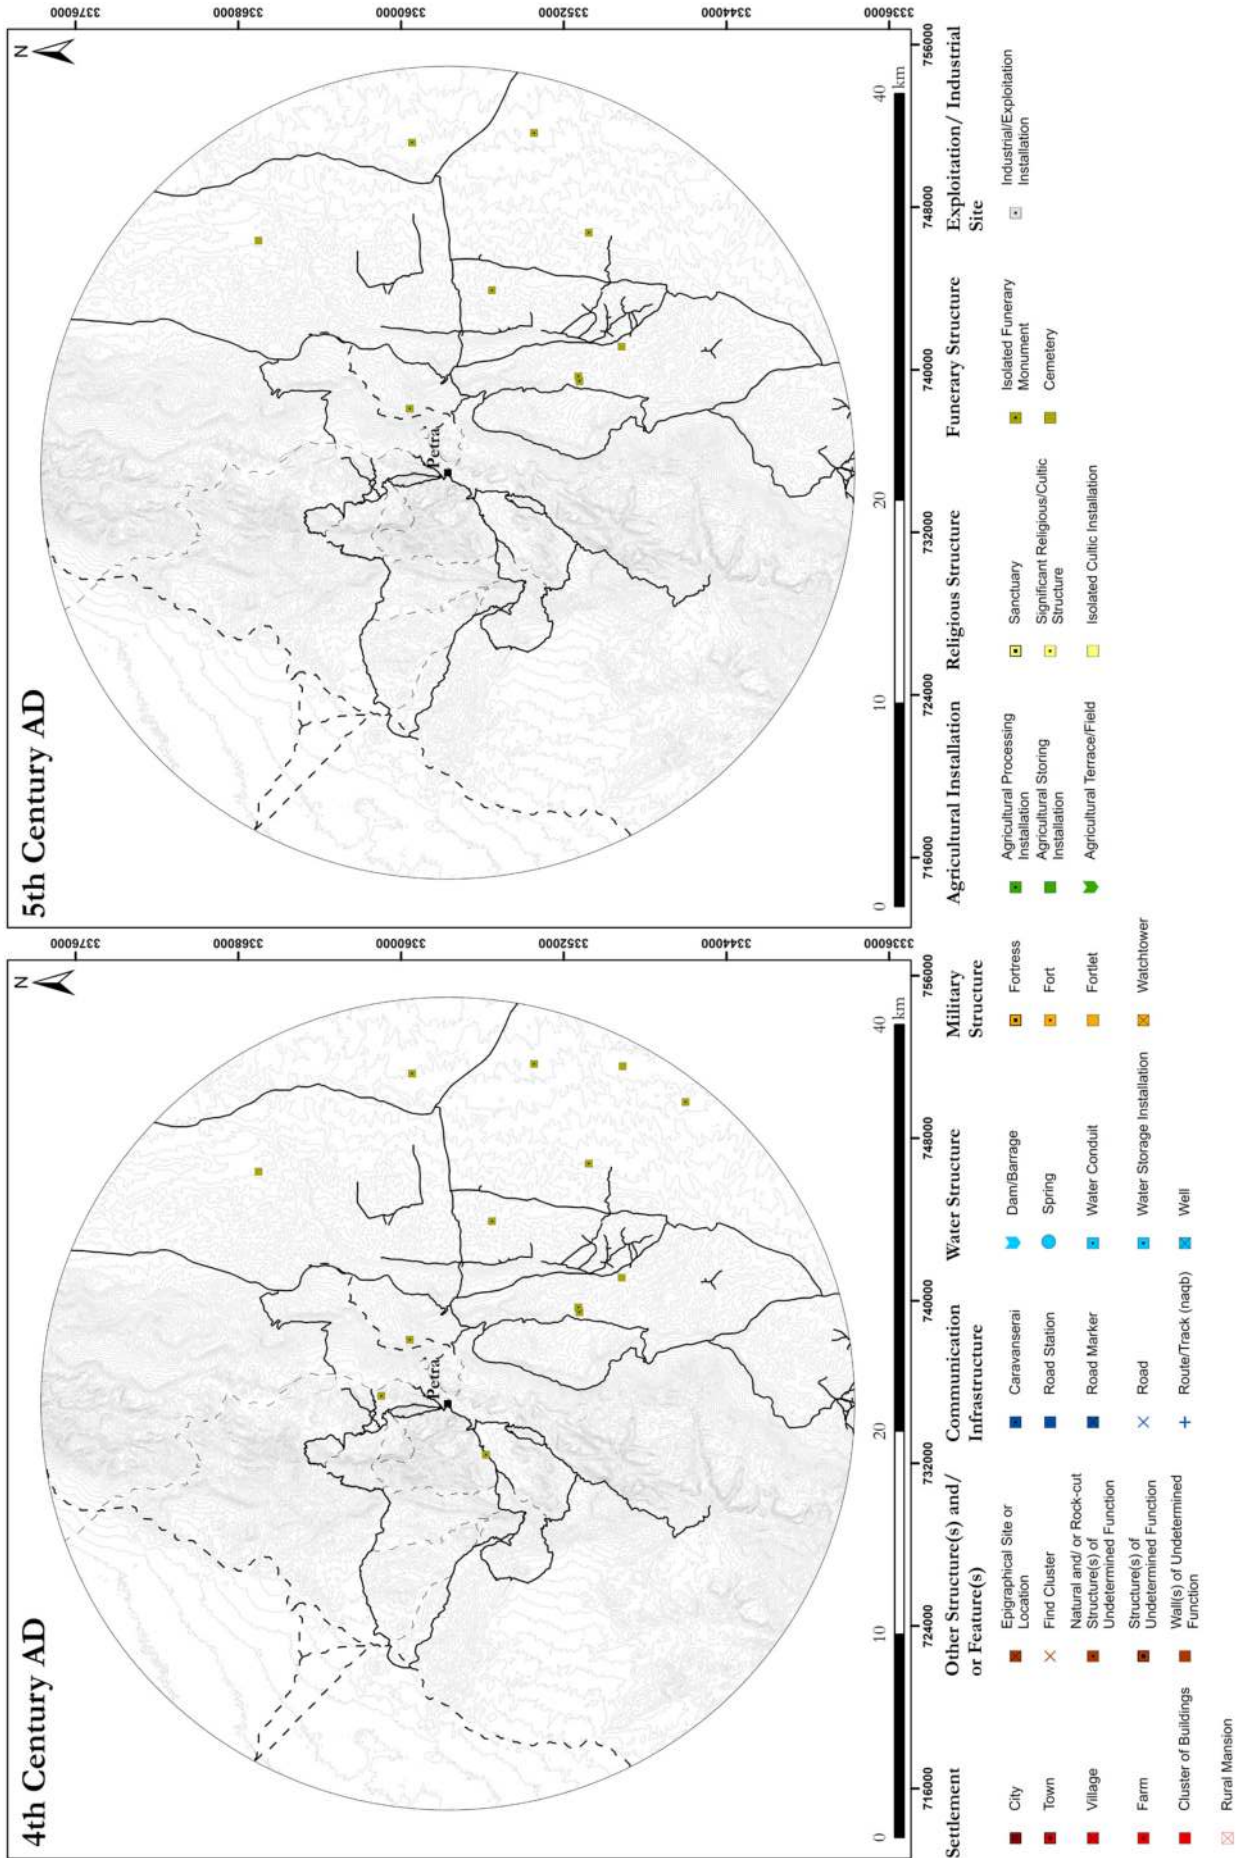 4th Century AD
N
Petra
3376000
3368000
3360000
3352000
3344000
3336000
716000
724000
732000
740000
748000
756000
0
10
20
40
km
5th Century AD
N
Petra
3376000
3368000
3360000
3352000
3344000
3336000
716000
724000
732000
740000
748000
756000
0
10
20
40
km
Settlement
City
Town
Village
Farm
Cluster of Buildings
Rural Mansion
Other Structure(s) and/
or Feature(s)
Epigraphical Site or
Location
Find Cluster
Natural and/ or Rock-cut
Structure(s) of
Undetermined Function
Structure(s) of
Undetermined Function
Wall(s) of Undetermined
Function
Communication
Infrastructure
Caravanserai
Road Station
Road Marker
Road
Route/Track (naqb)
Water Structure
Dam/Barrage
Spring
Water Conduit
Water Storage Installation
Well
Military
Structure
Fortress
Fort
Fortlet
Watchtower
Agricultural Installation
Agricultural Processing
Installation
Agricultural Storing
Installation
Agricultural Terrace/Field
Religious Structure
Sanctuary
Significant Religious/Cultic
Structure
Isolated Cultic Installation
Funerary Structure
Isolated Funerary
Monument
Cemetery
Exploitation/ Industrial
Site
Industrial/Exploitation
Installation